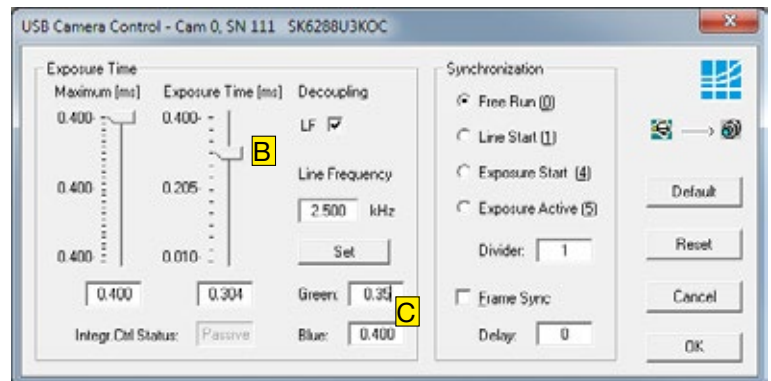 USB Camera Control - Cam 0, SN 111 SK6288U3KOC
Exposure Time
Maximum [ms] Exposure Time [ms] Decoupling
0.400 0.400 LF
B
0.400 0.205 Line Frequency
2.500 kHz
0.400 0.010 Set
0.400 0.304 Green: 0.35
C
Integr.Ctrl Status: Passive Blue: 0.400
Synchronization
Free Run (0)
Line Start (1)
Exposure Start (4)
Exposure Active (5)
Divider: 1
Frame Sync
Delay: 0
Default
Reset
Cancel
OK